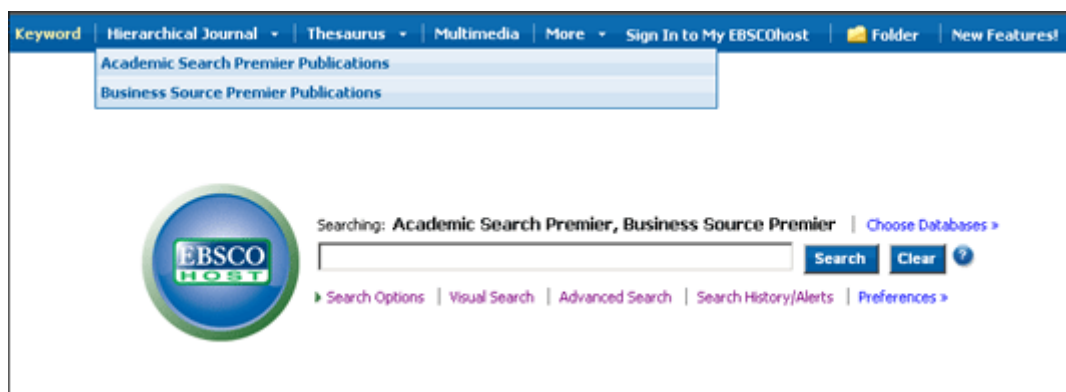 Keyword Hierarchical Journal Thesaurus Multimedia More Sign In to My EBSCOhost Folder New Features!
Academic Search Premier Publications
Business Source Premier Publications
Searching: Academic Search Premier, Business Source Premier Choose Databases »
EBSCO
HOST
Search Clear ?
Search Options Visual Search Advanced Search Search History/Alerts Preferences »